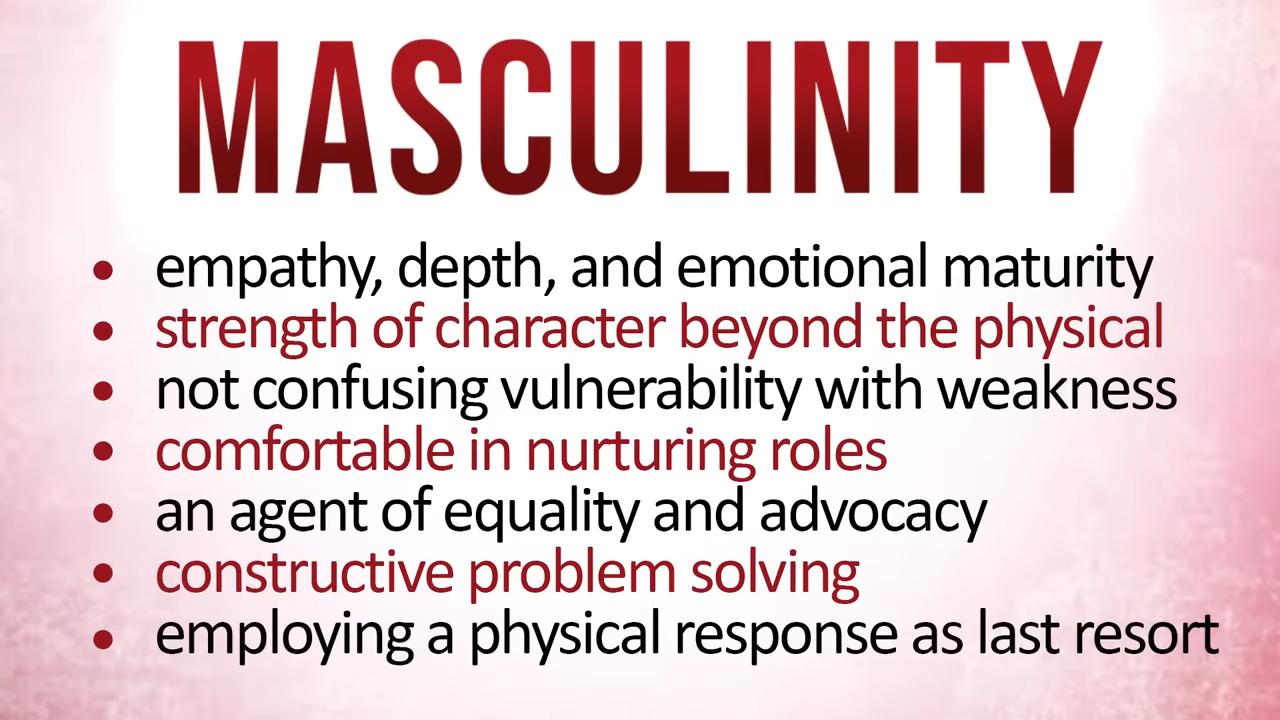 MASCULINITY
• empathy, depth, and emotional maturity
• strength of character beyond the physical
• not confusing vulnerability with weakness
• comfortable in nurturing roles
• an agent of equality and advocacy
• constructive problem solving
• employing a physical response as last resort